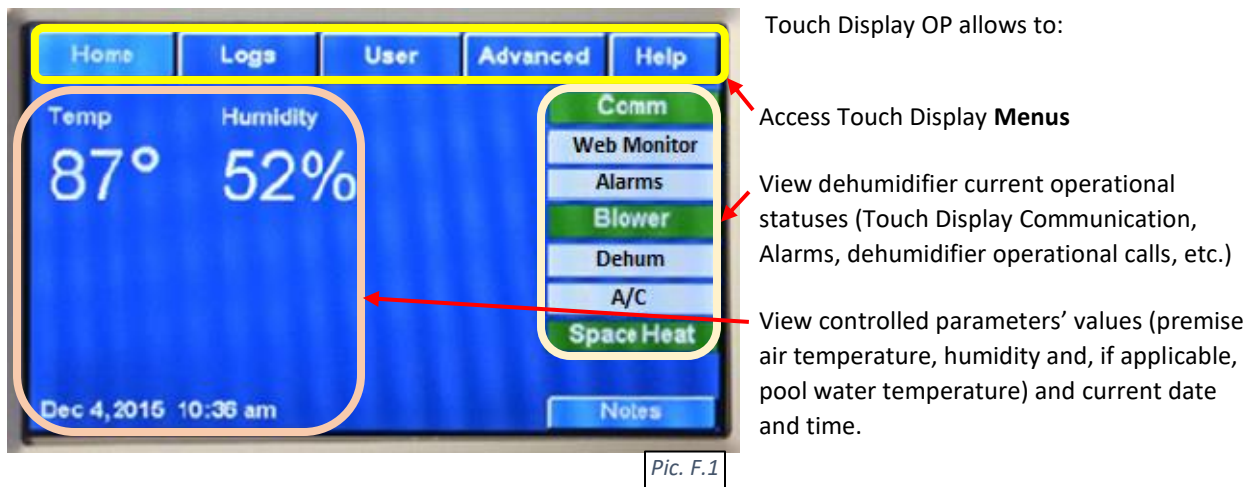 Touch Display OP allows to:
Home Logs User Advanced Help
Temp Humidity
87° 52%
Comm
Web Monitor
Alarms
Blower
Dehum
A/C
Space Heat
Dec 4, 2015 10:36 am
Notes
Access Touch Display Menus
View dehumidifier current operational
statuses (Touch Display Communication,
Alarms, dehumidifier operational calls, etc.)
View controlled parameters’ values (premise
air temperature, humidity and, if applicable,
pool water temperature) and current date
and time.
Pic. F.1